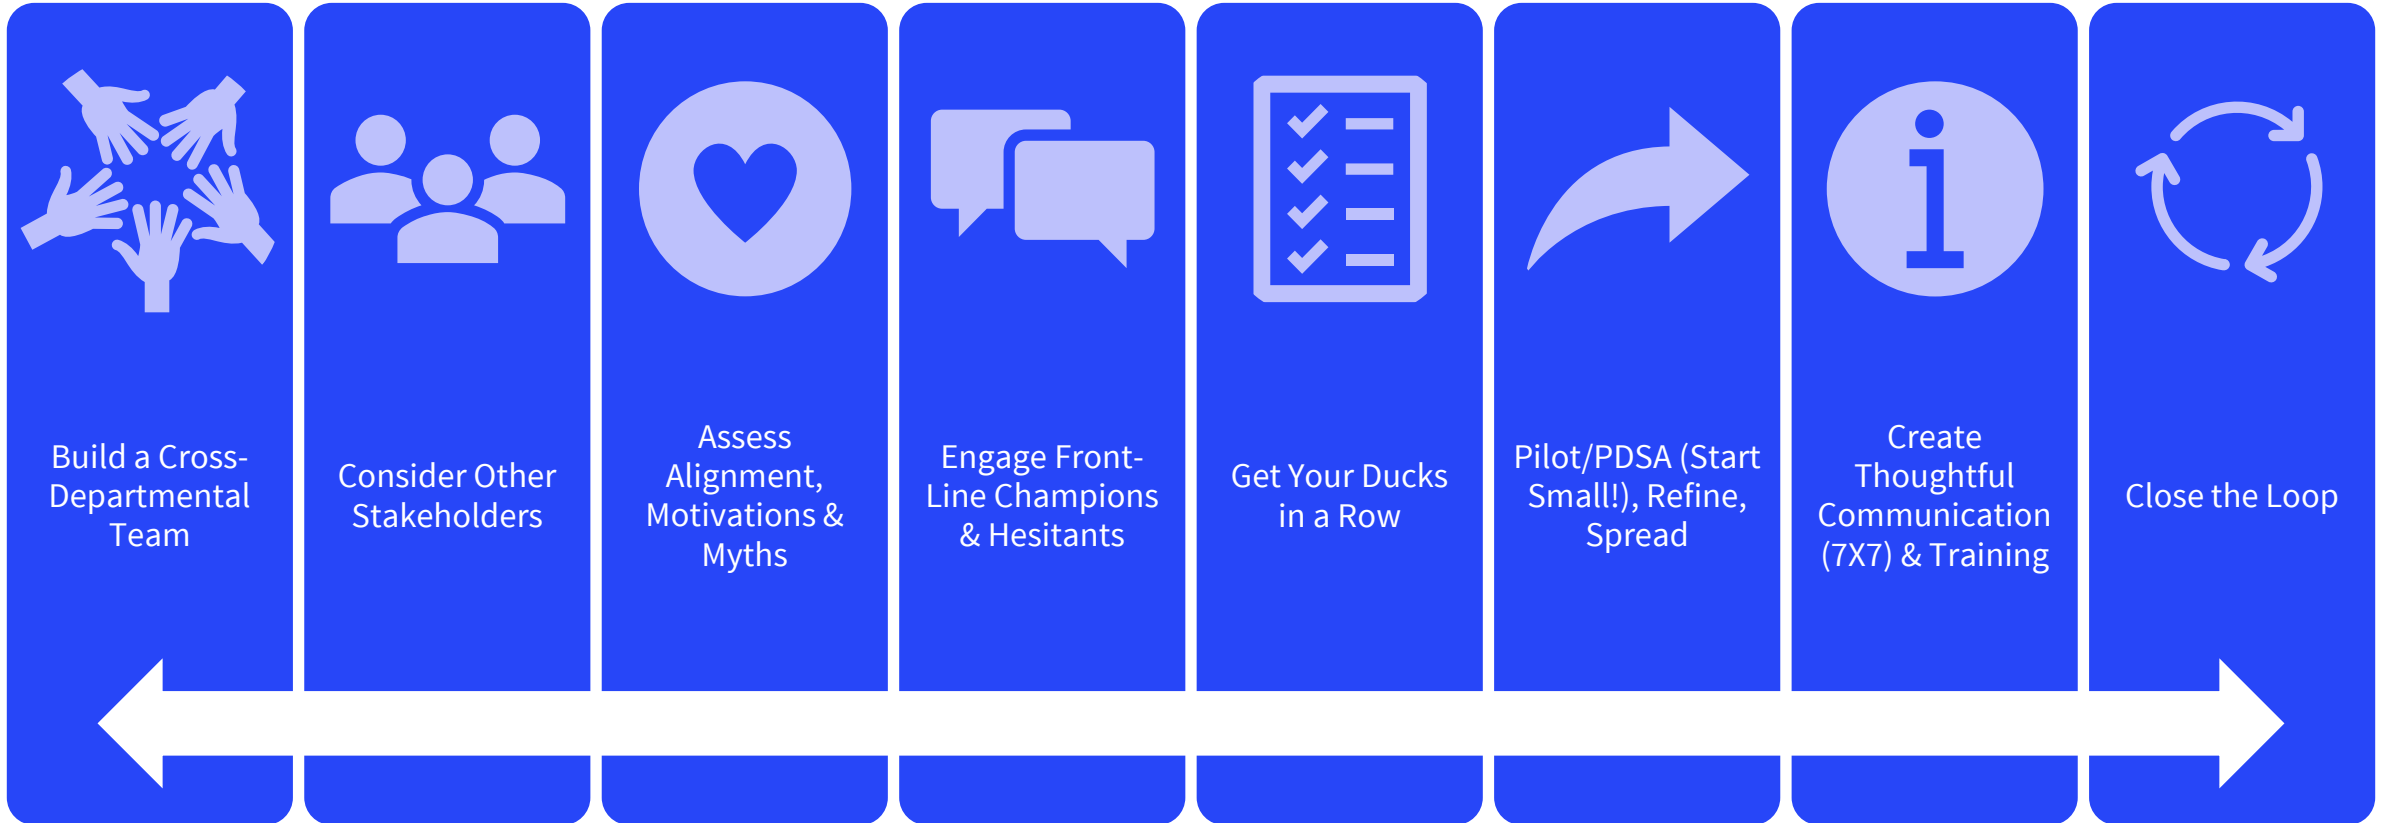 Build a Cross-
Departmental
Team
Consider Other
Stakeholders
Assess
Alignment,
Motivations &
Myths
Engage Front-
Line Champions
& Hesitants
Get Your Ducks
in a Row
Pilot/PDSA (Start
Small!), Refine,
Spread
Create
Thoughtful
Communication
(7X7) & Training
Close the Loop